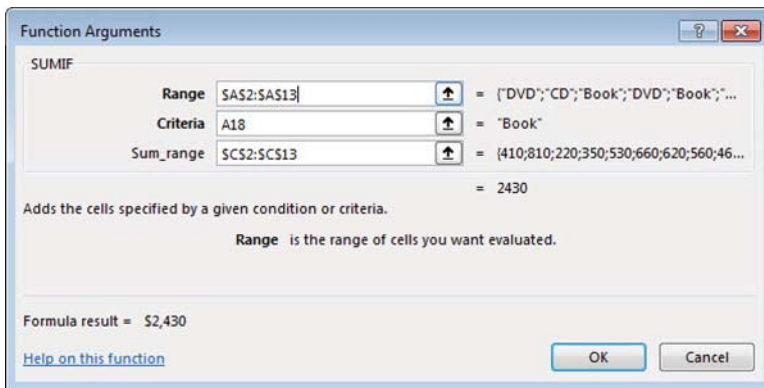 Function Arguments
SUMIF
Range $A$2:$A$13 = {"DVD";"CD";"Book";"DVD";"Book";"...
Criteria A18 = "Book"
Sum_range $C$2:$C$13 = {410;810;220;350;530;660;620;560;46...
= 2430
Adds the cells specified by a given condition or criteria.
Range is the range of cells you want evaluated.
Formula result = $2,430
Help on this function
OK
Cancel